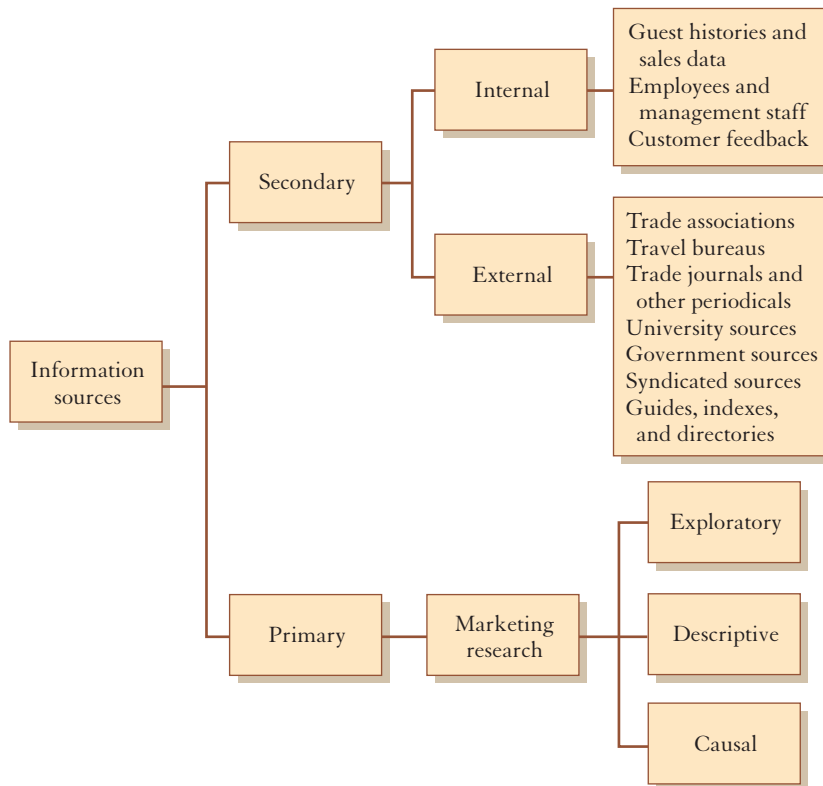 Information
sources
Secondary
Internal
Guest histories and
sales data
Employees and
management staff
Customer feedback
External
Trade associations
Travel bureaus
Trade journals and
other periodicals
University sources
Government sources
Syndicated sources
Guides, indexes,
and directories
Primary
Marketing
research
Exploratory
Descriptive
Causal